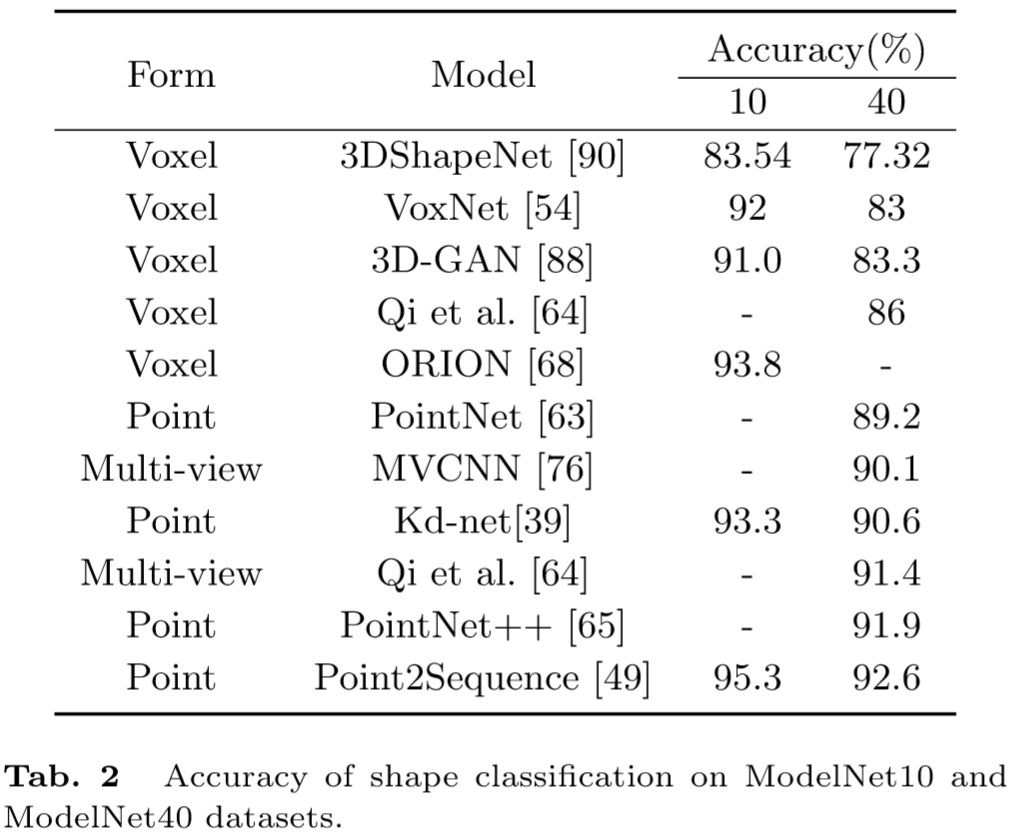 Form Model Accuracy(%)
10 40
Voxel 3DShapeNet [90] 83.54 77.32
Voxel VoxNet [54] 92 83
Voxel 3D-GAN [88] 91.0 83.3
Voxel Qi et al. [64] - 86
Voxel ORION [68] 93.8 -
Point PointNet [63] - 89.2
Multi-view MVCNN [76] - 90.1
Point Kd-net[39] 93.3 90.6
Multi-view Qi et al. [64] - 91.4
Point PointNet++ [65] - 91.9
Point Point2Sequence [49] 95.3 92.6
Tab. 2 Accuracy of shape classification on ModelNet10 and
ModelNet40 datasets.